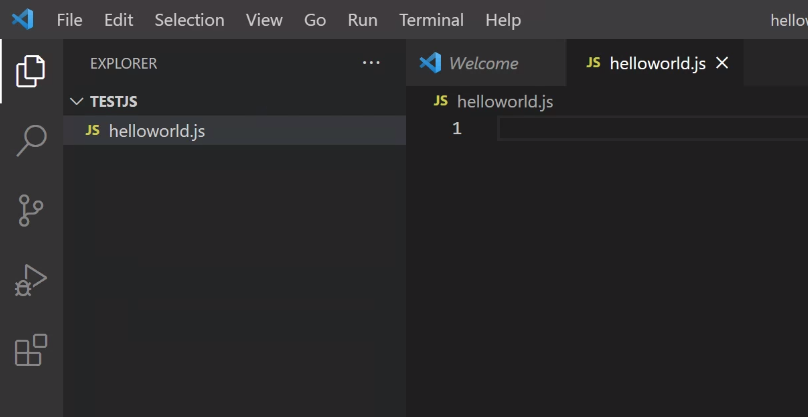 File Edit Selection View Go Run Terminal Help
EXPLORER ...
Welcome
JS helloworld.js
TESTJS
JS helloworld.js
JS helloworld.js
1